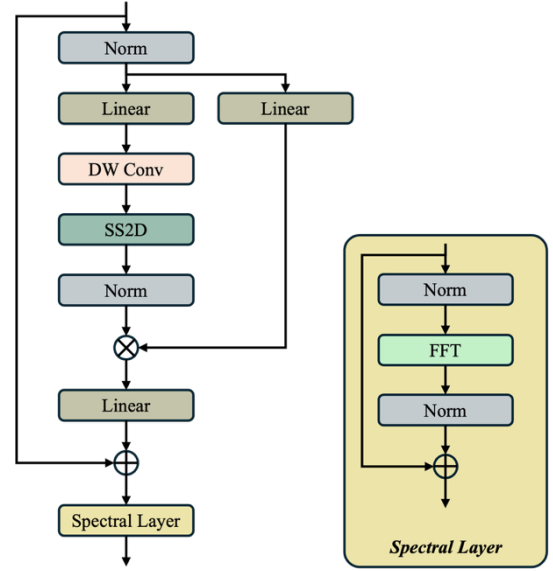 Norm
Linear
Linear
DW Conv
SS2D
Norm
Linear
Spectral Layer
Norm
FFT
Norm
Spectral Layer